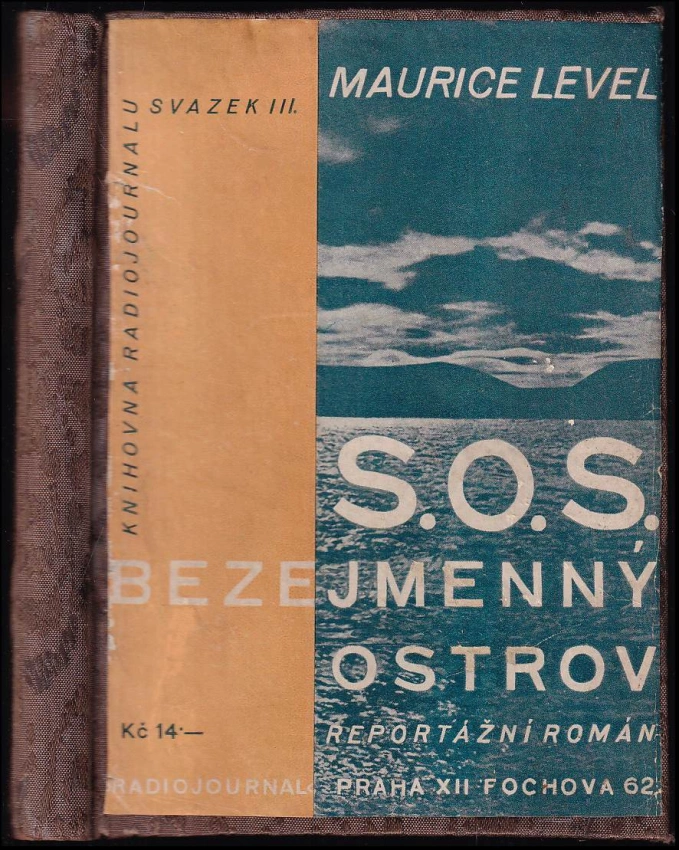 SVAZEK III.
KNIHOVNA RADIOJOURNALU
MAURICE LEVEL
S.O.S.
BEZEJMENNÝ
OSTROV
Kč 14·—
REPORTÁŽNÍ ROMÁN
RADIOJOURNAL· PRAHA XII FOCHOVA 62.